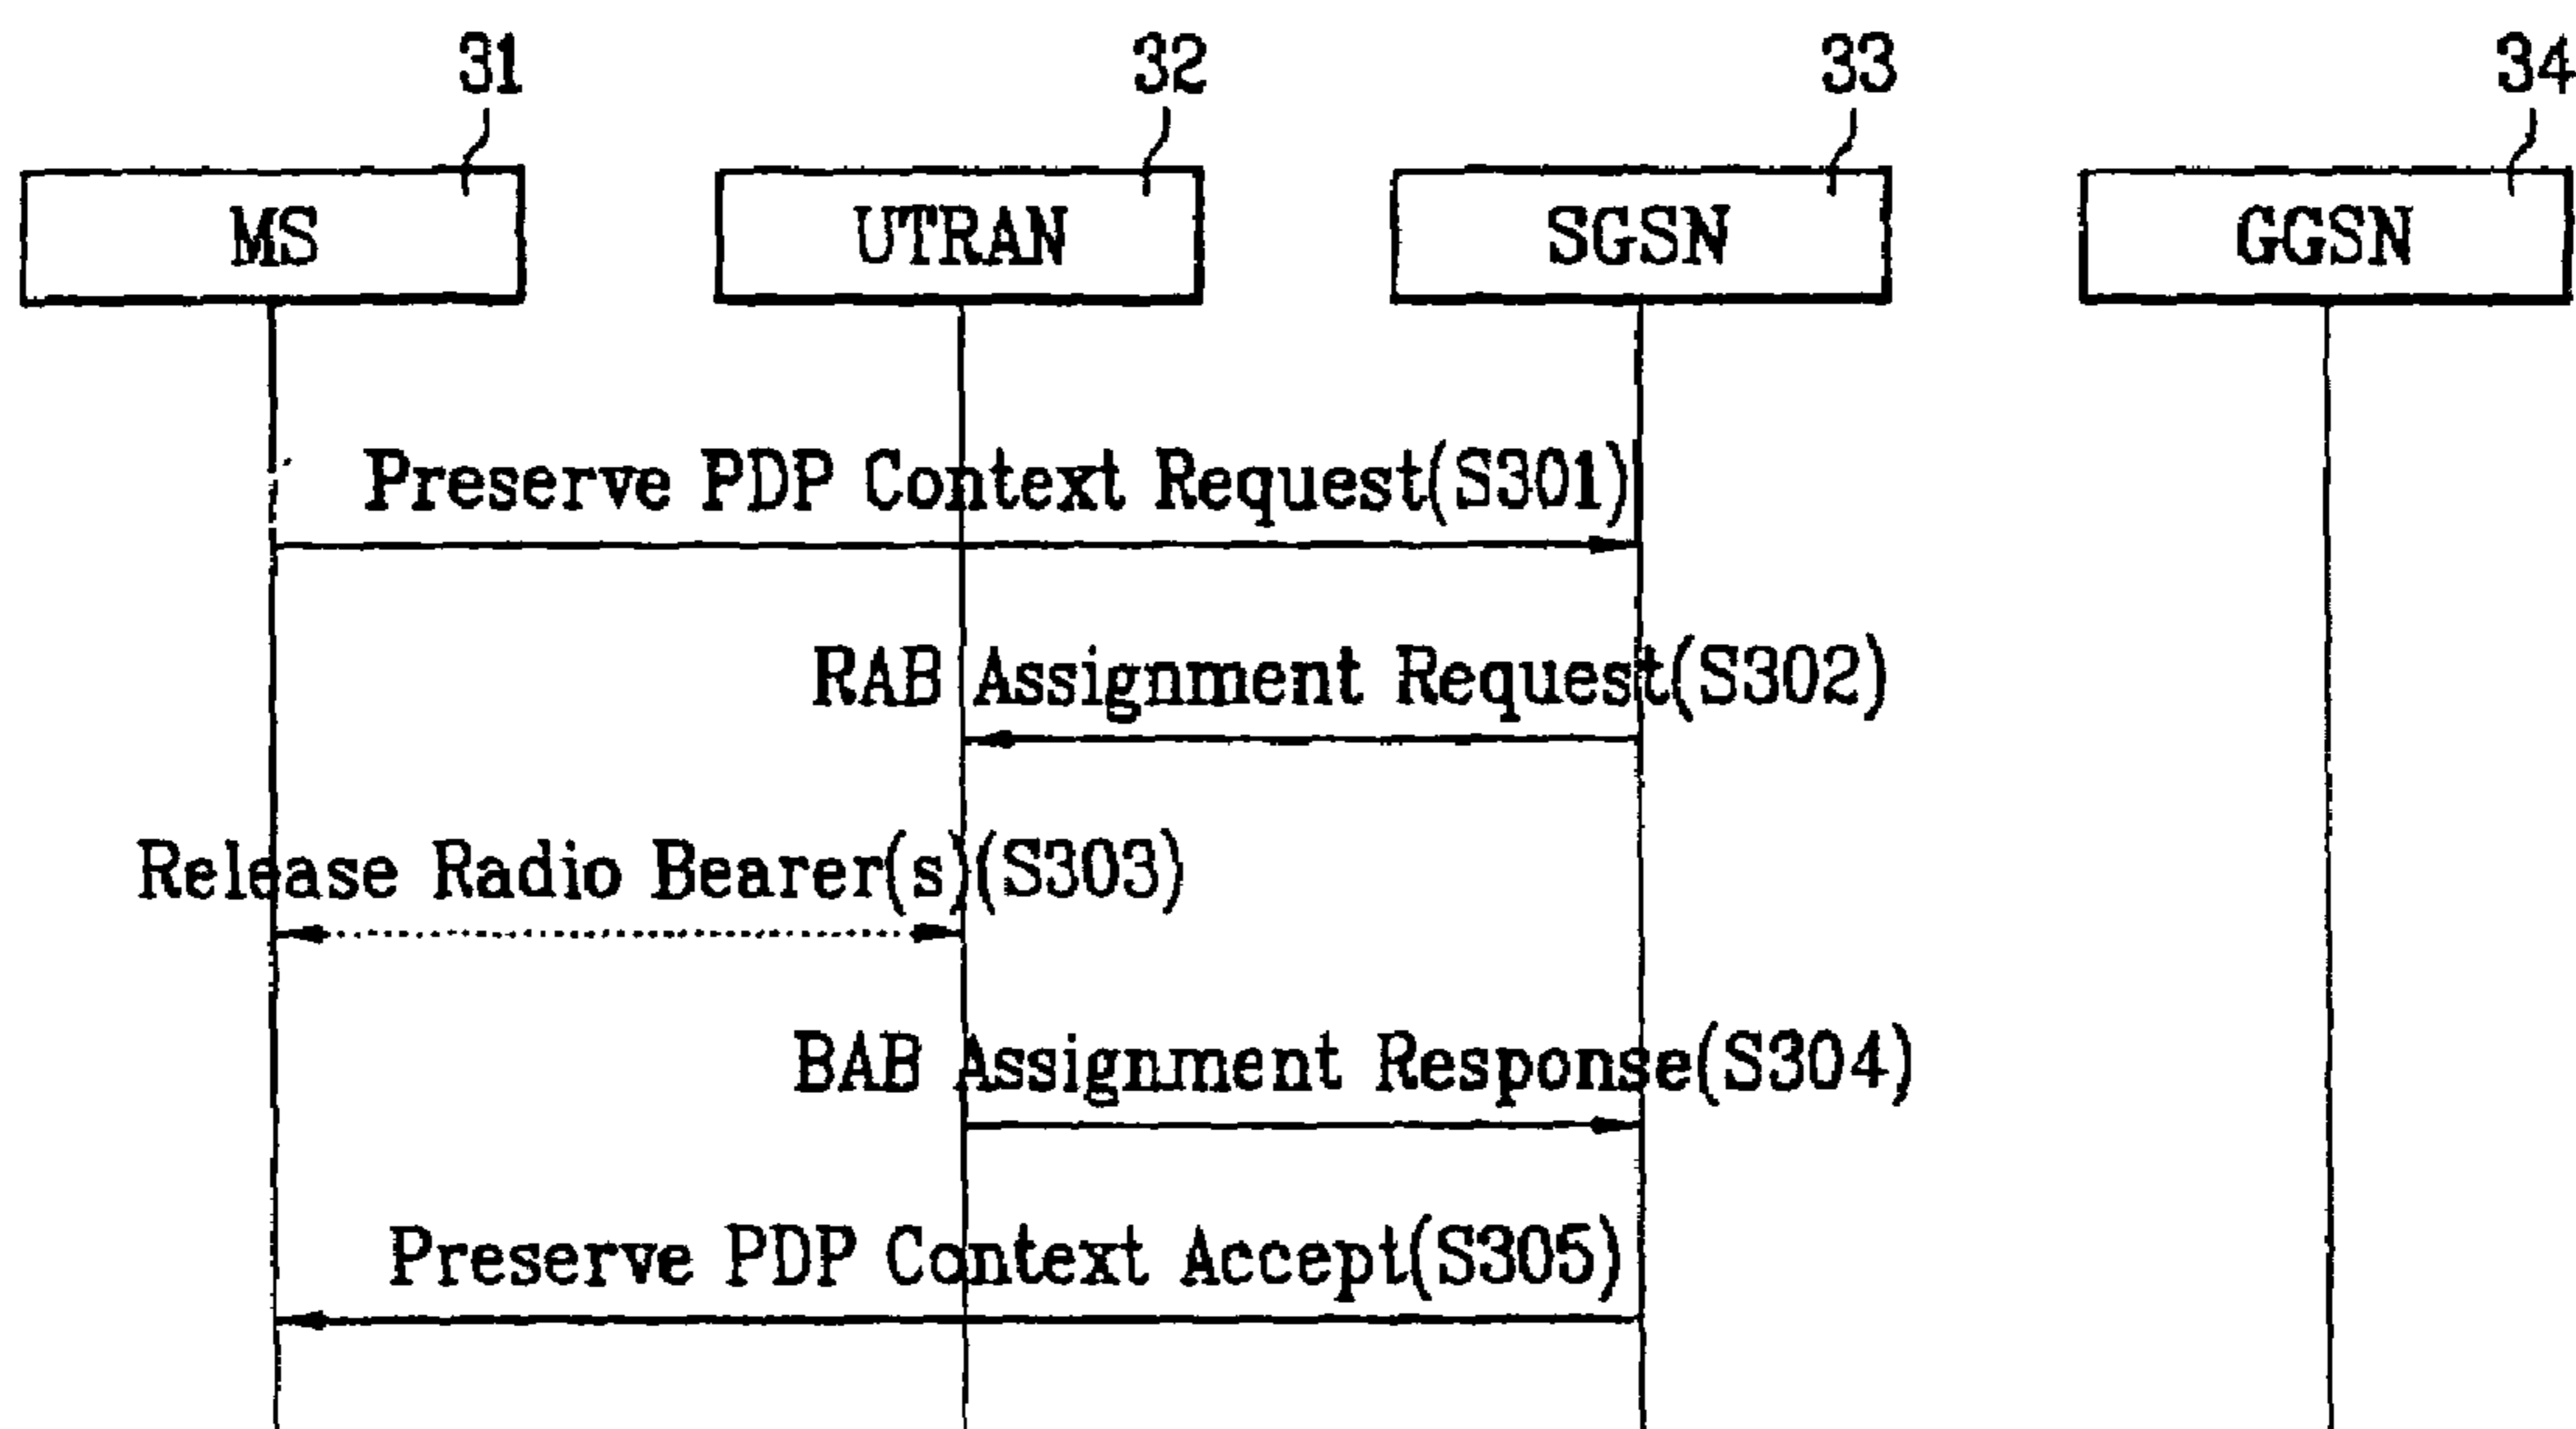 31 32 33 34
MS UTRAN SGSN GGSN
Preserve PDP Context Request(S301)
RAB Assignment Request(S302)
Release Radio Bearer(s)(S303)
BAB Assignment Response(S304)
Preserve PDP Context Accept(S305)